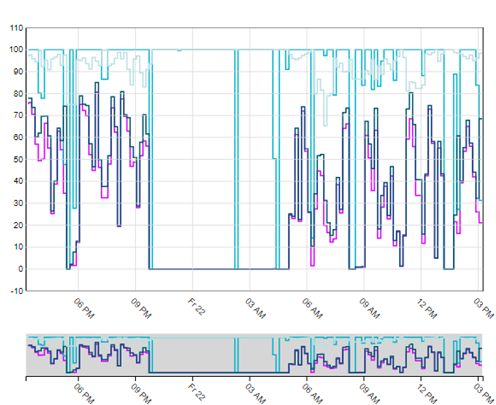 110
100
90
80
70
60
50
40
30
20
10
0
-10
06 PM
09 PM
Fr 22
03 AM
06 AM
09 AM
12 PM
03 PM
06 PM
09 PM
Fr 22
03 AM
06 AM
09 AM
12 PM
03 PM